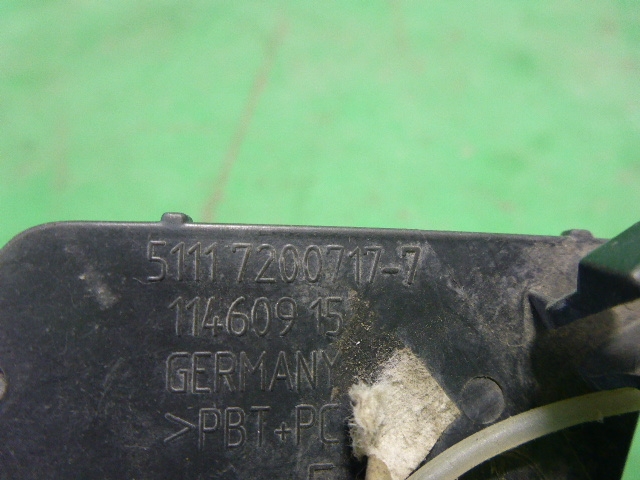 5111 7200717-7
114609 15
GERMANY
>PBT+PC